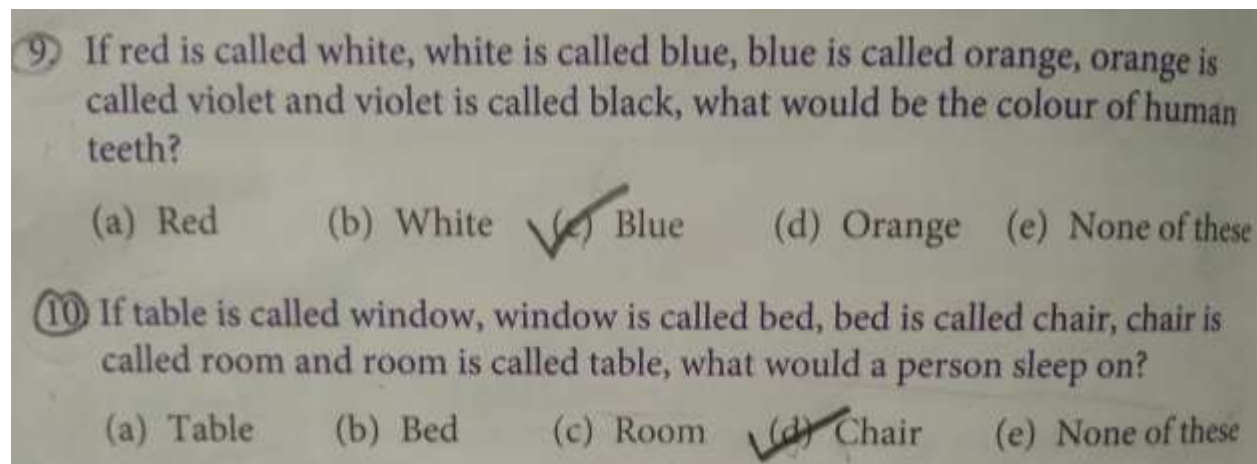 9) If red is called white, white is called blue, blue is called orange, orange is
called violet and violet is called black, what would be the colour of human
teeth?
(a) Red (b) White (c) Blue (d) Orange (e) None of these
10 If table is called window, window is called bed, bed is called chair, chair is
called room and room is called table, what would a person sleep on?
(a) Table (b) Bed (c) Room (d) Chair (e) None of these